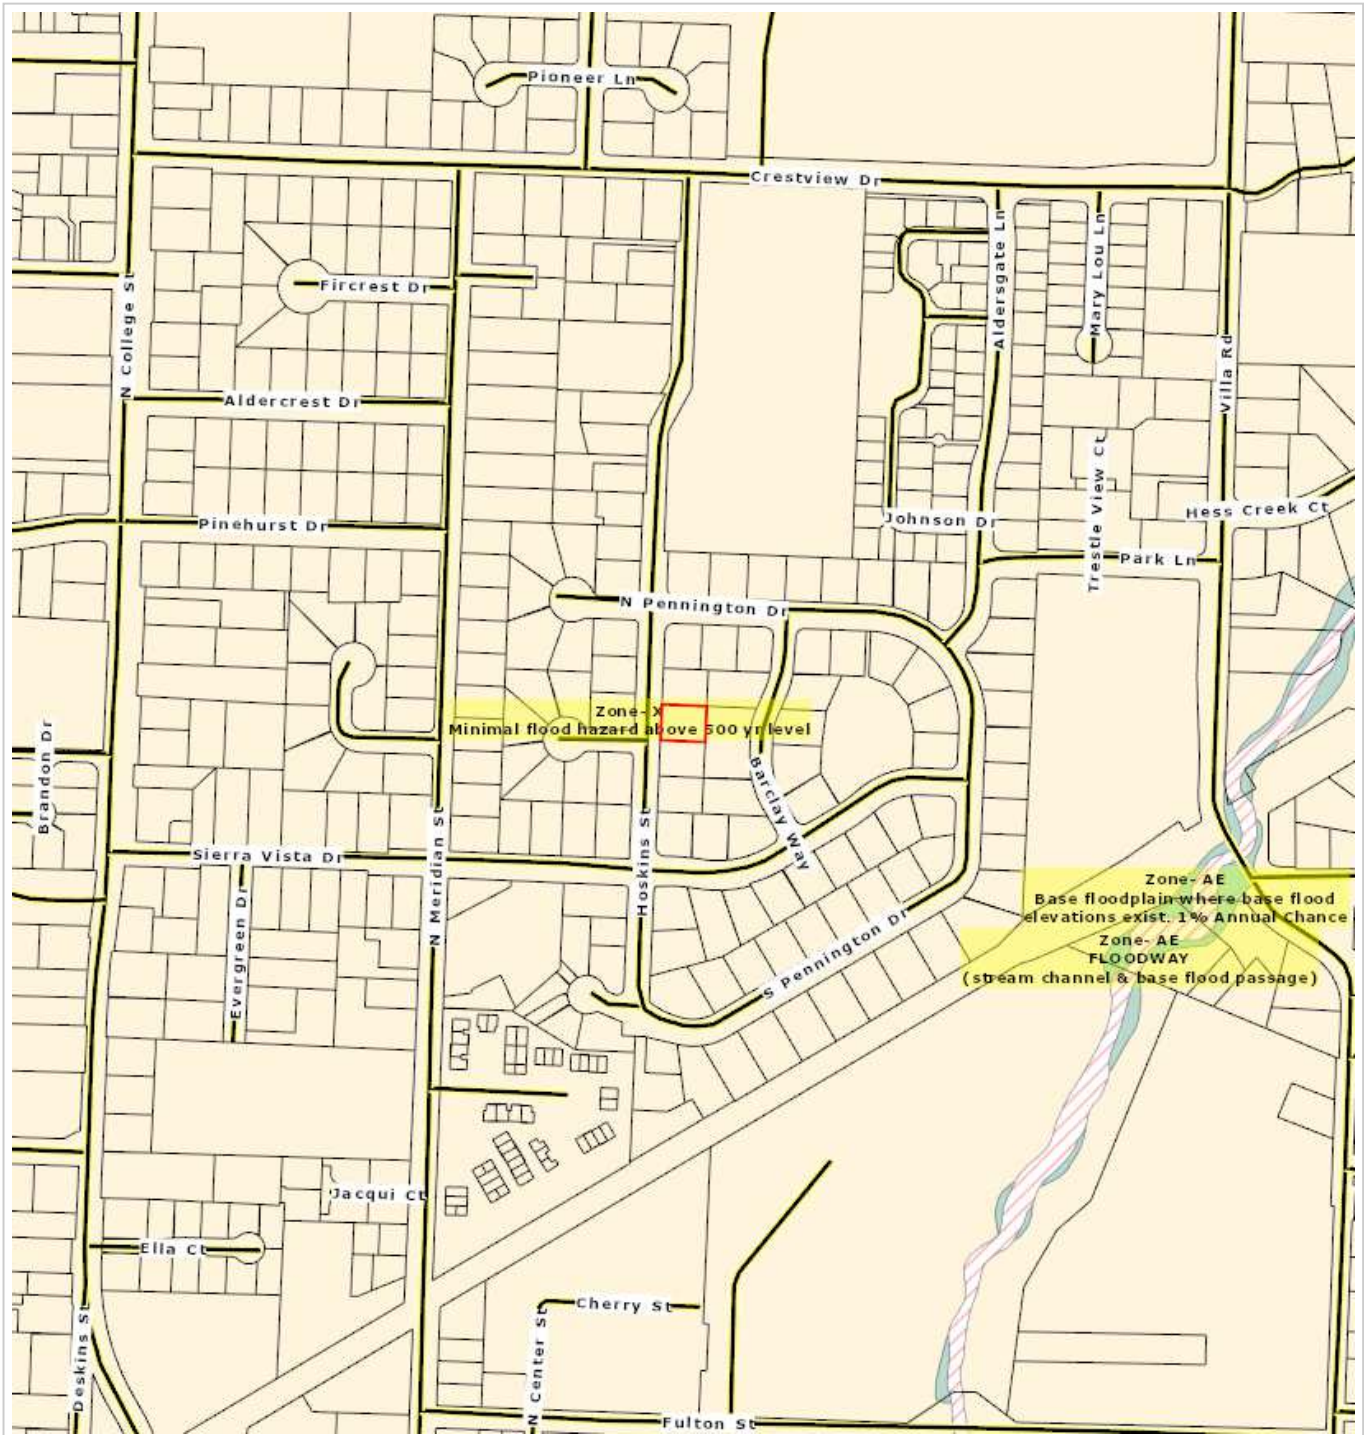 Pioneer Ln
Crestview Dr
N College St
Fircrest Dr
Aldersgate Ln
Mary Lou Ln
Villa Rd
Aldercrest Dr
Pinehurst Dr
Johnson Dr
Trestle View Ct
Hess Creek Ct
Park Ln
N Pennington Dr
Zone- X
Minimal flood hazard above 500 yr level
Brandon Dr
Barclay Way
Sierra Vista Dr
N Meridian St
Hoskins St
Evergreen Dr
S Pennington Dr
Zone- AE
Base floodplain where base flood
elevations exist. 1% Annual Chance
Zone- AE
FLOODWAY
(stream channel & base flood passage)
Jacqui Ct
Ella Ct
Cherry St
Deskins St
N Center St
Fulton St